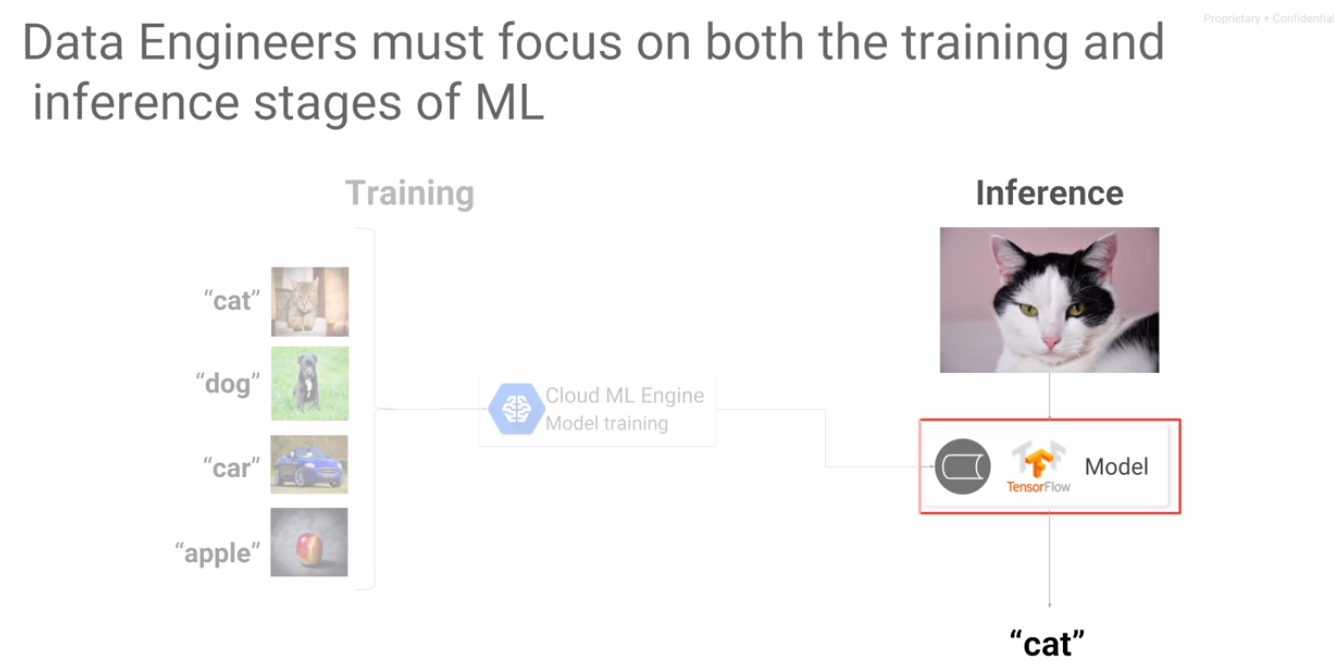 Proprietary + Confidential
Data Engineers must focus on both the training and
inference stages of ML
Training
Inference
“cat”
“dog”
“car”
“apple”
Cloud ML Engine
Model training
TensorFlow
Model
“cat”